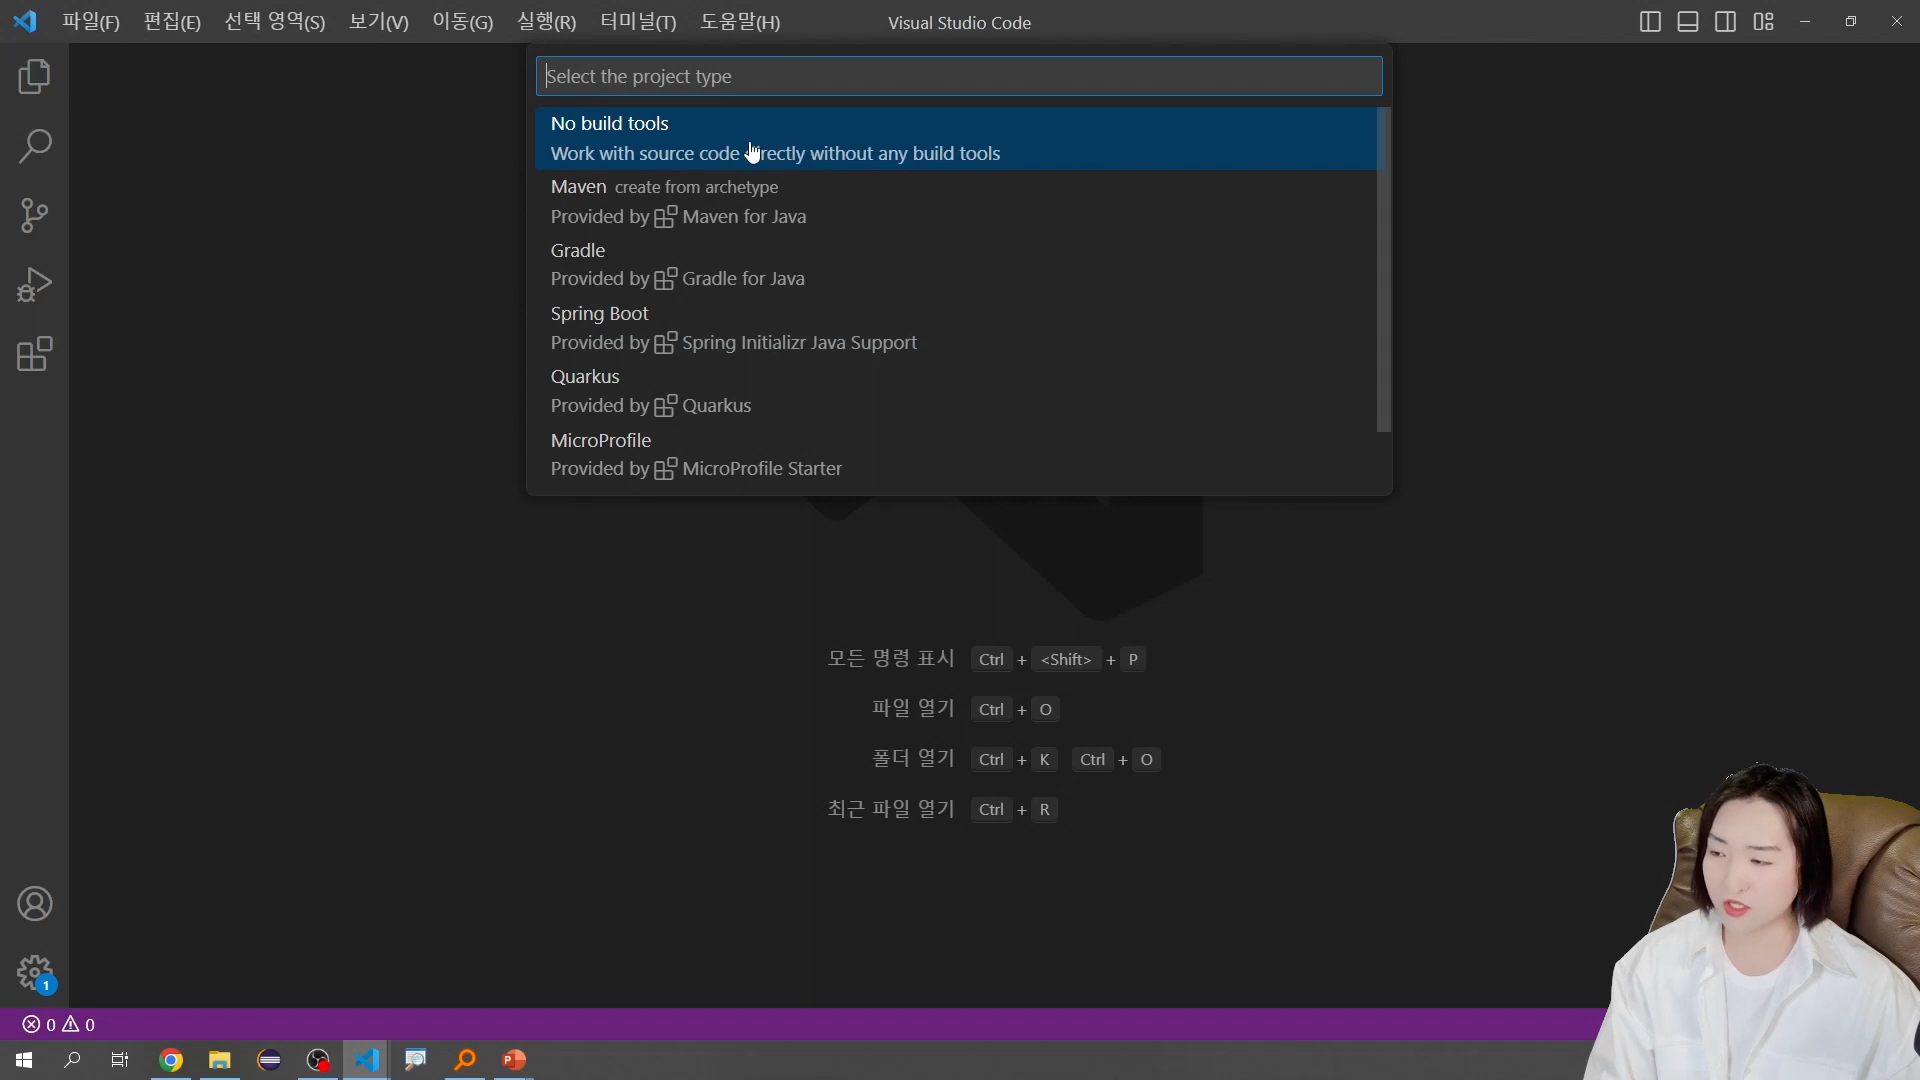 파일(F) 편집(E) 선택 영역(S) 보기(V) 이동(G) 실행(R) 터미널(T) 도움말(H) Visual Studio Code
Select the project type
No build tools
Work with source code directly without any build tools
Maven create from archetype
Provided by Maven for Java
Gradle
Provided by Gradle for Java
Spring Boot
Provided by Spring Initializr Java Support
Quarkus
Provided by Quarkus
MicroProfile
Provided by MicroProfile Starter
모든 명령 표시 Ctrl + <Shift> + P
파일 열기 Ctrl + O
폴더 열기 Ctrl + K Ctrl + O
최근 파일 열기 Ctrl + R
1
0 0